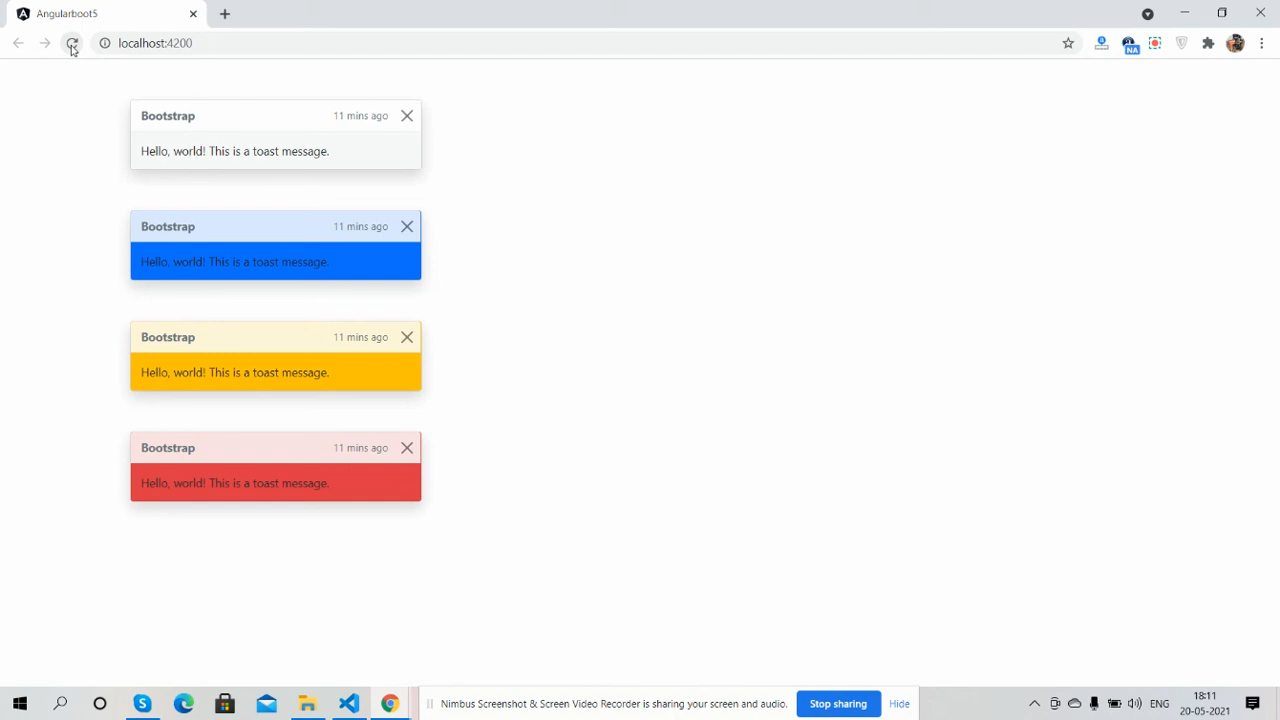 Angularboot5
localhost:4200
NA
Bootstrap 11 mins ago
Hello, world! This is a toast message.
Bootstrap 11 mins ago
Hello, world! This is a toast message.
Bootstrap 11 mins ago
Hello, world! This is a toast message.
Bootstrap 11 mins ago
Hello, world! This is a toast message.
Nimbus Screenshot & Screen Video Recorder is sharing your screen and audio.
Stop sharing
Hide
ENG
18:11
20-05-2021